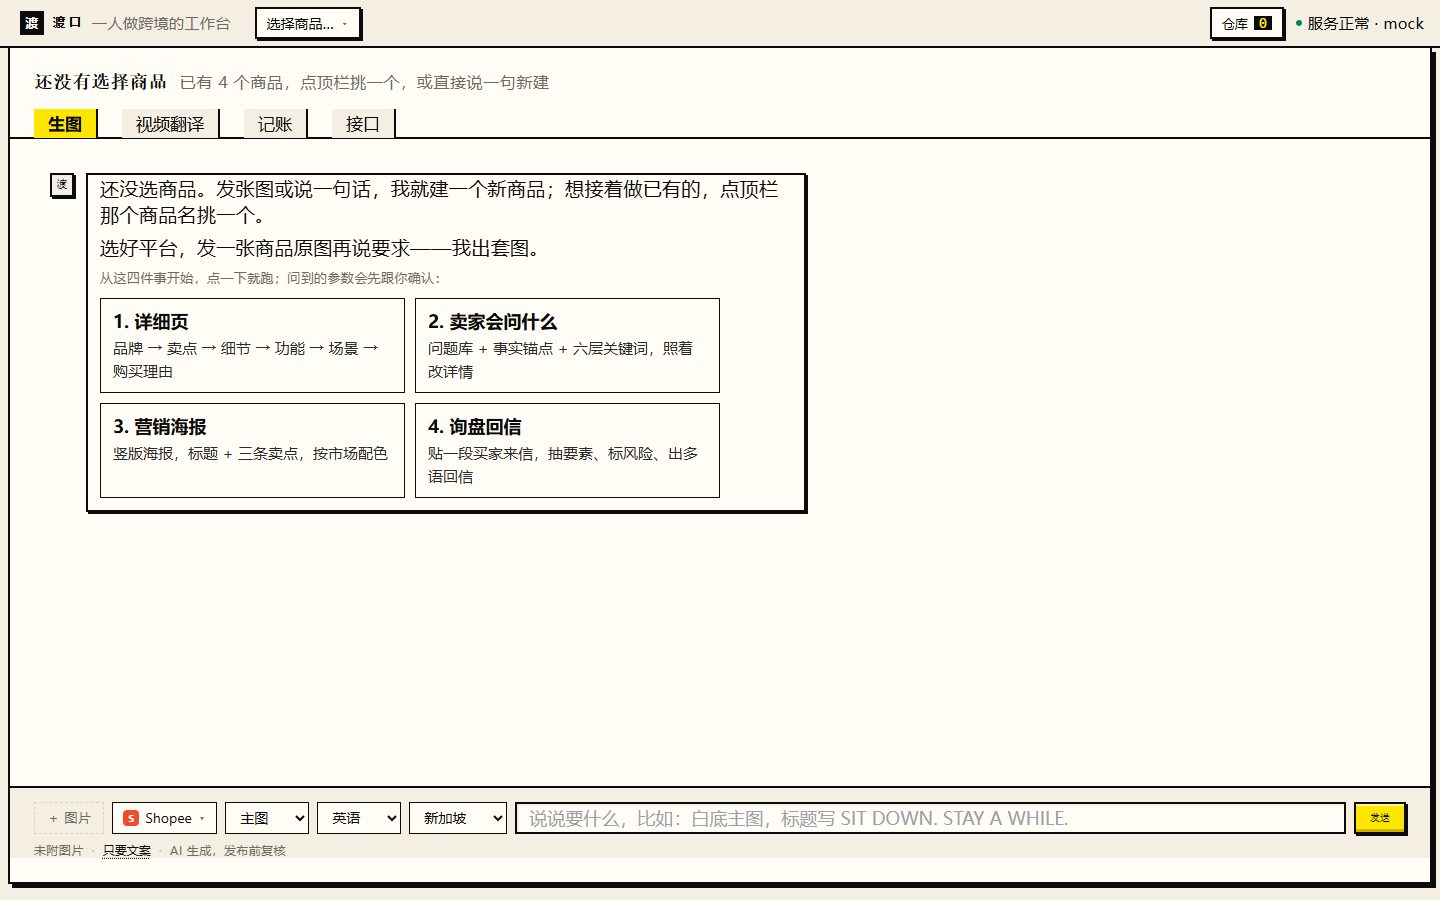 渡 渡口 一人做跨境的工作台 选择商品... 仓库 0 服务正常 · mock
还没有选择商品 已有 4 个商品，点顶栏挑一个，或直接说一句新建
生图 视频翻译 记账 接口
渡
还没选商品。发张图或说一句话，我就建一个新商品；想接着做已有的，点顶栏
那个商品名挑一个。
选好平台，发一张商品原图再说要求——我出套图。
从这四件事开始，点一下就跑；问到的参数会先跟你确认：
1. 详细页
品牌 → 卖点 → 细节 → 功能 → 场景 →
购买理由
2. 卖家会问什么
问题库 + 事实锚点 + 六层关键词，照着
改详情
3. 营销海报
竖版海报，标题 + 三条卖点，按市场配色
4. 询盘回信
贴一段买家来信，抽要素、标风险、出多
语回信
+ 图片 S Shopee 主图 英语 新加坡 说说要什么，比如：白底主图，标题写 SIT DOWN. STAY A WHILE. 发送
未附图片 · 只要文案 · AI 生成，发布前复核